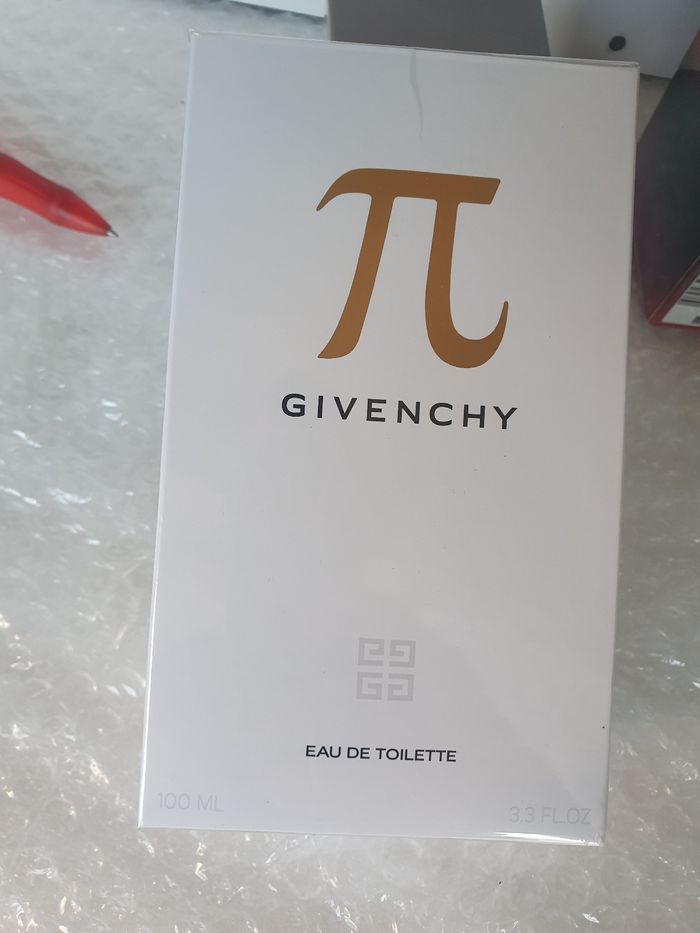 π
GIVENCHY
EAU DE TOILETTE
100 ML
3.3 FL.OZ